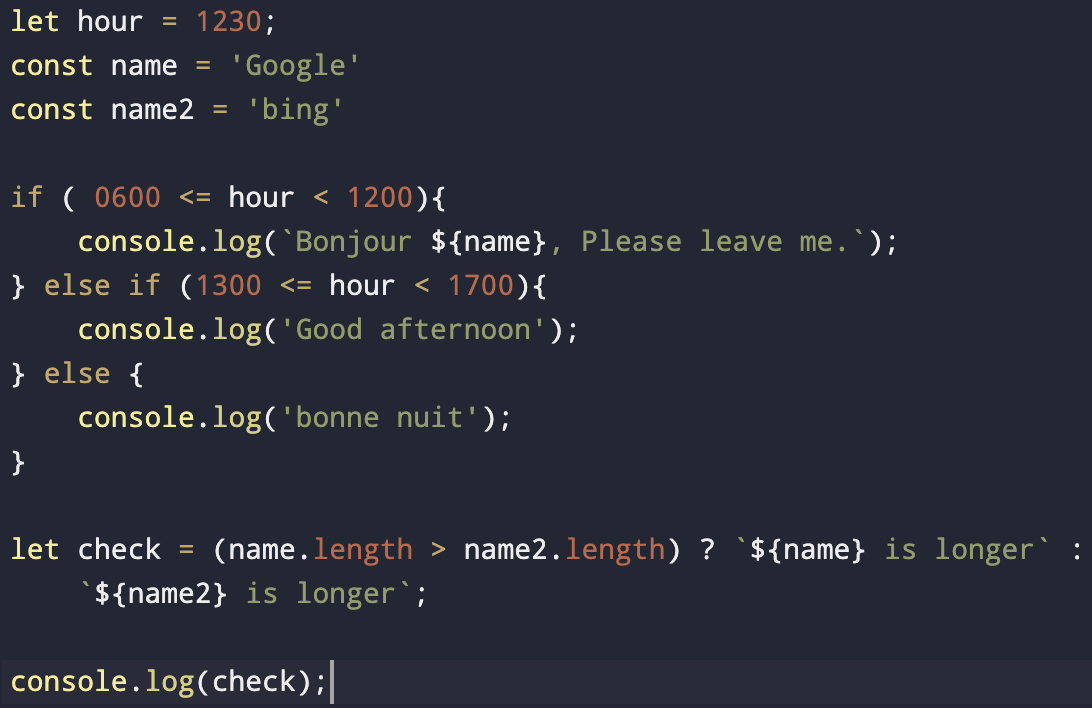 let hour = 1230;
const name = 'Google'
const name2 = 'bing'

if ( 0600 <= hour < 1200){
    console.log(`Bonjour ${name}, Please leave me.`);
} else if (1300 <= hour < 1700){
    console.log('Good afternoon');
} else {
    console.log('bonne nuit');
}

let check = (name.length > name2.length) ? `${name} is longer` :
    `${name2} is longer`;

console.log(check);